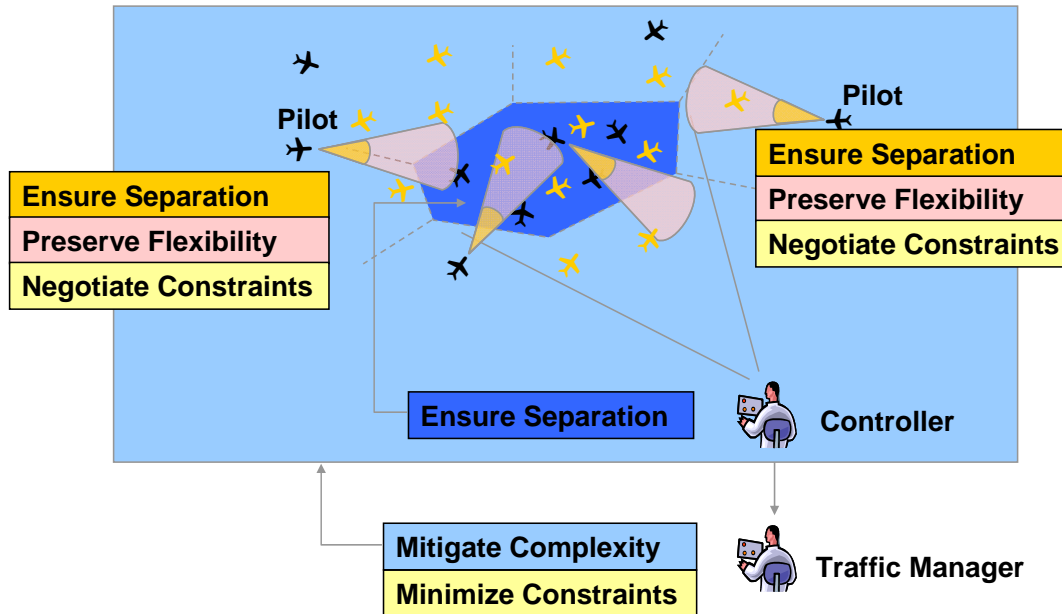 Pilot
Pilot
Ensure Separation
Preserve Flexibility
Negotiate Constraints
Ensure Separation
Preserve Flexibility
Negotiate Constraints
Ensure Separation
Controller
Mitigate Complexity
Minimize Constraints
Traffic Manager